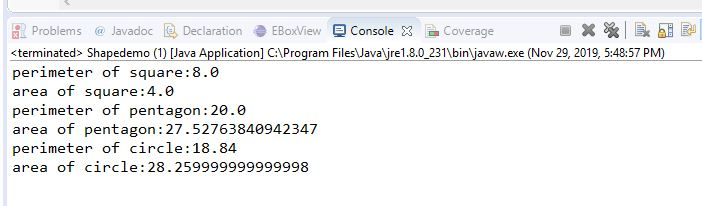 Problems @ Javadoc Declaration EBoxView Console Coverage
<terminated> Shapedemo (1) [Java Application] C:\Program Files\Java\jre1.8.0_231\bin\javaw.exe (Nov 29, 2019, 5:48:57 PM)
perimeter of square:8.0
area of square:4.0
perimeter of pentagon:20.0
area of pentagon:27.52763840942347
perimeter of circle:18.84
area of circle:28.259999999999998